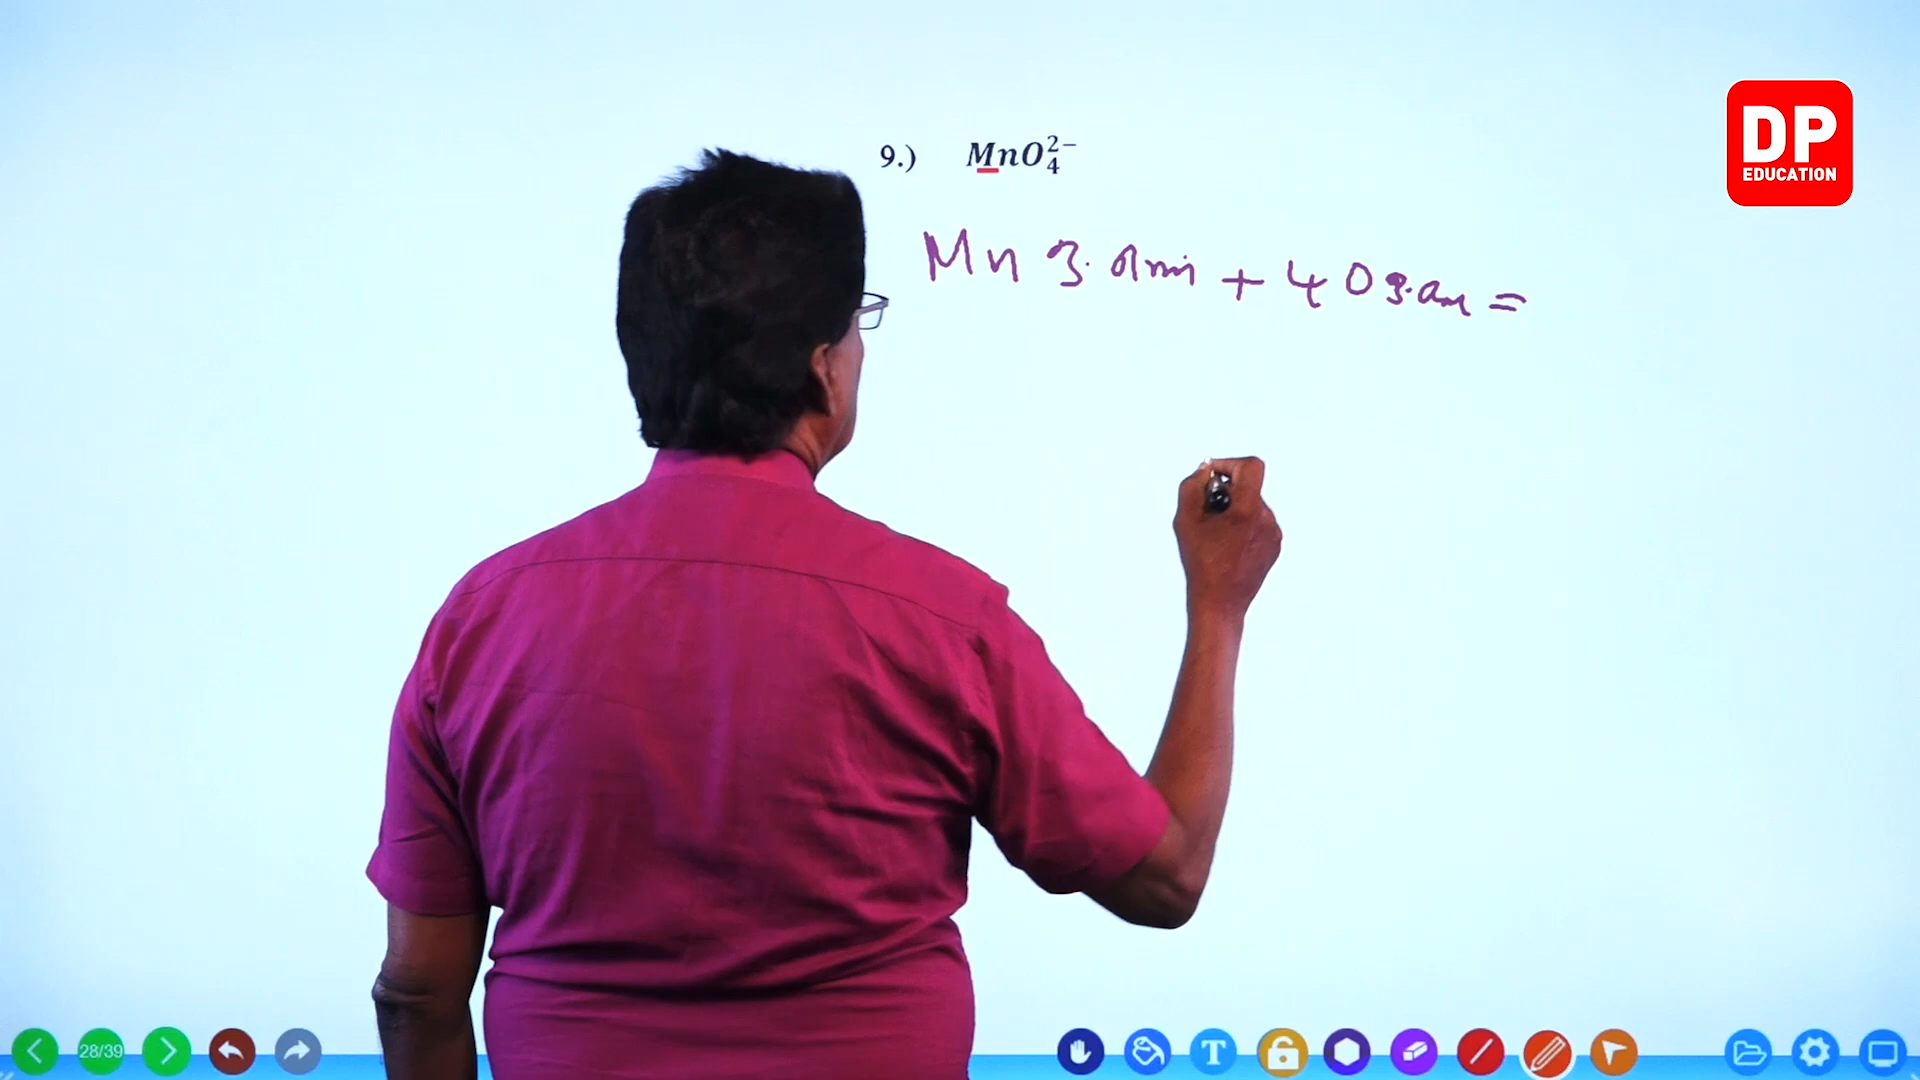 DP
EDUCATION
9.) MnO₄²⁻
Mn + 4 O =
28/39
T